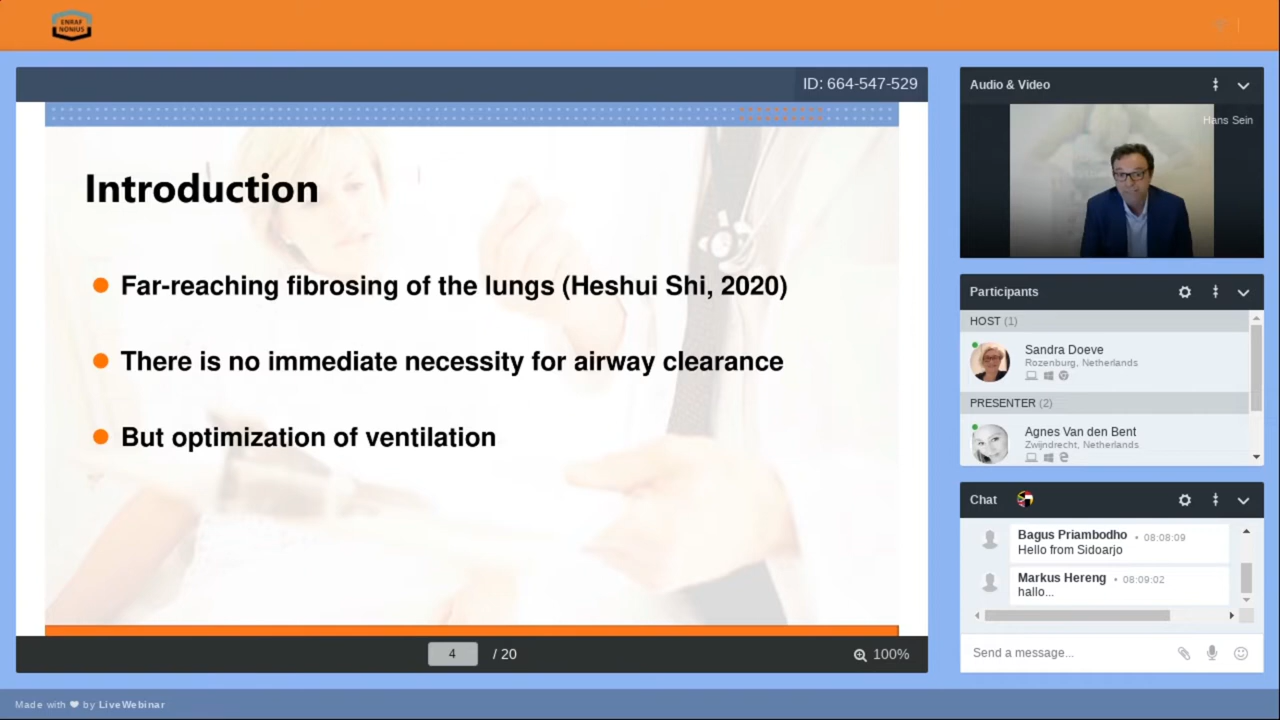 ENRAF
NONIUS
ID: 664-547-529
Introduction
Far-reaching fibrosing of the lungs (Heshui Shi, 2020)
There is no immediate necessity for airway clearance
But optimization of ventilation
4 / 20
100%
Audio & Video
Hans Sein
Participants
HOST (1)
Sandra Doeve
Rozenburg, Netherlands
PRESENTER (2)
Agnes Van den Bent
Zwijndrecht, Netherlands
Chat
Bagus Priambodho • 08:08:09
Hello from Sidoarjo
Markus Hereng • 08:09:02
hallo...
Send a message...
Made with by LiveWebinar